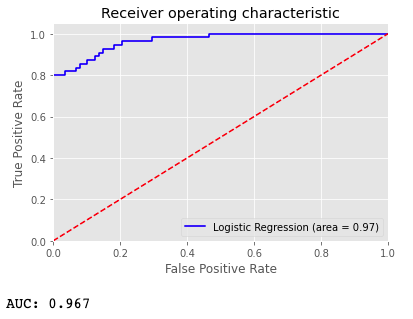 Receiver operating characteristic
True Positive Rate
1.0
0.8
0.6
0.4
0.2
0.0
Logistic Regression (area = 0.97)
0.0 0.2 0.4 0.6 0.8 1.0
False Positive Rate
AUC: 0.967